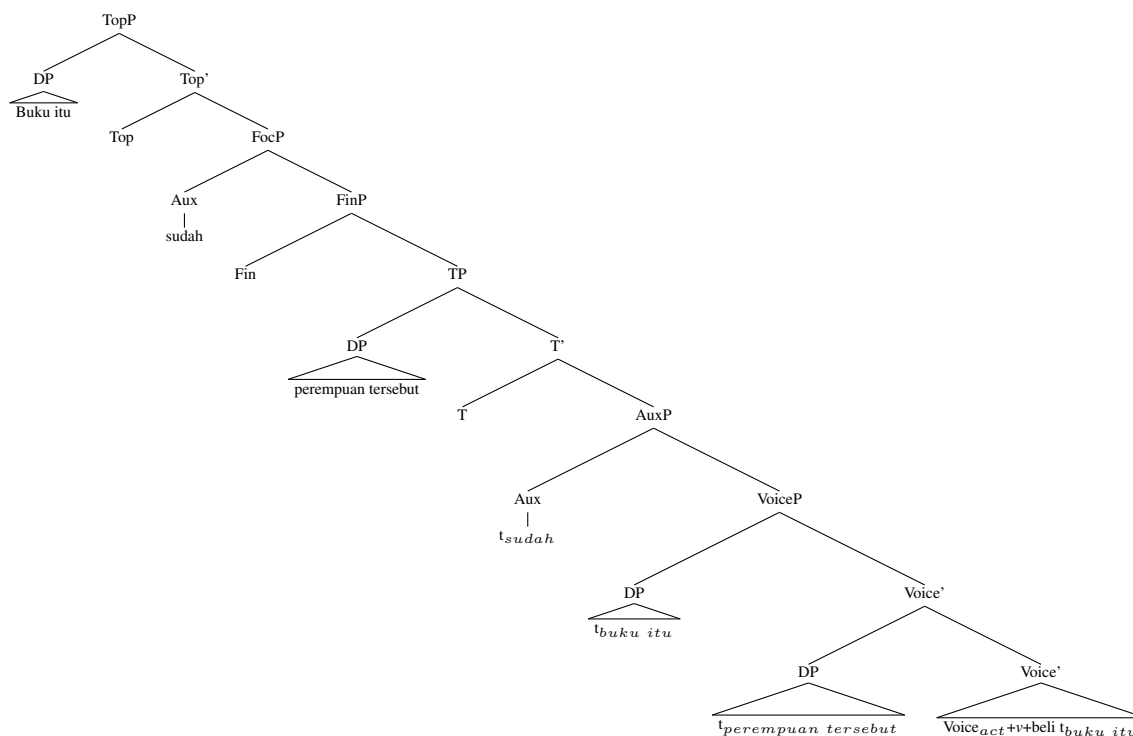 TopP
DP Top’
Buku itu
Top FocP
Aux FinP
sudah
Fin TP
DP T’
perempuan tersebut
T AuxP
Aux VoiceP
t_sudah
DP Voice’
t_buku itu
DP Voice’
t_perempuan tersebut Voice_act+v+beli t_buku itu